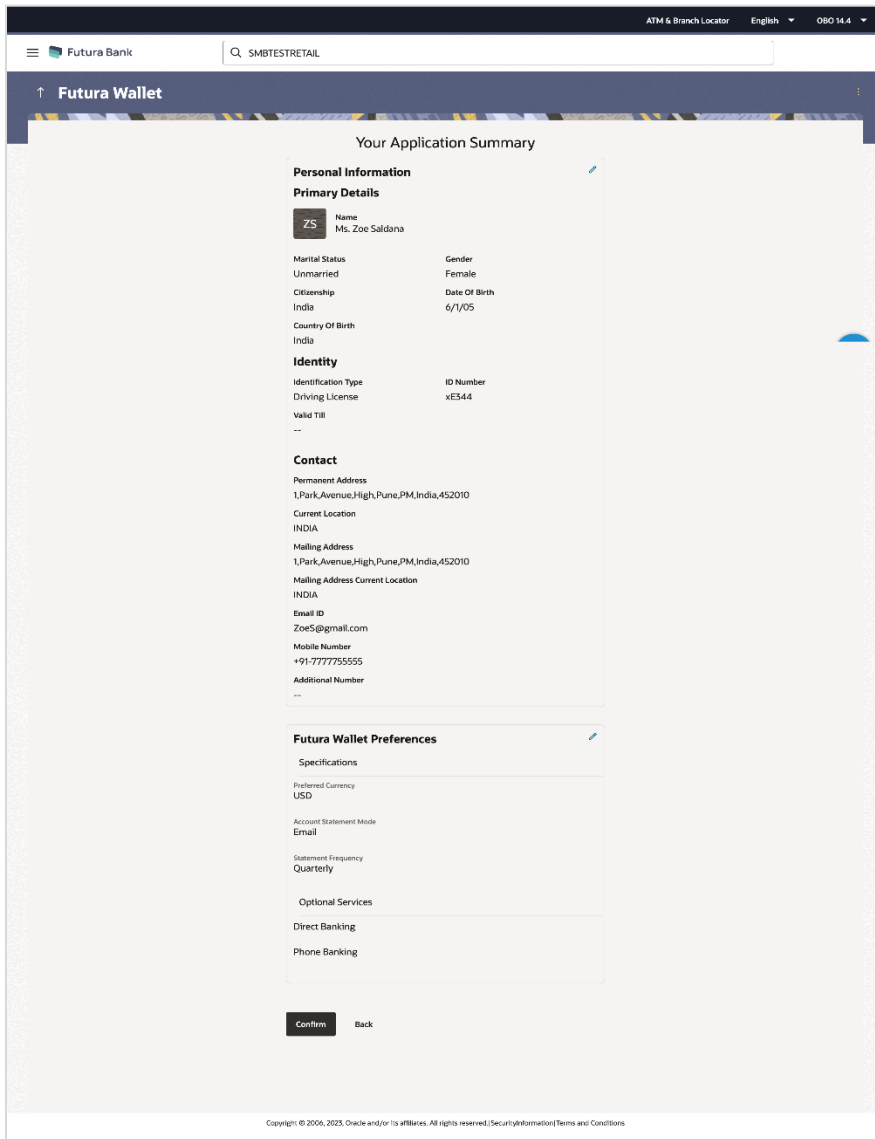 ATM & Branch Locator English OBO 14.4
Futura Bank SMBTESTRETAIL
Futura Wallet
Your Application Summary
Personal Information
Primary Details
ZS
Name
Ms. Zoe Saldana
Marital Status Gender
Unmarried Female
Citizenship Date Of Birth
India 6/1/05
Country Of Birth
India
Identity
Identification Type ID Number
Driving License xE344
Valid Till
--
Contact
Permanent Address
1,Park,Avenue,High,Pune,PM,India,452010
Current Location
INDIA
Mailing Address
1,Park,Avenue,High,Pune,PM,India,452010
Mailing Address Current Location
INDIA
Email ID
ZoeS@gmail.com
Mobile Number
+91-7777755555
Additional Number
--
Futura Wallet Preferences
Specifications
Preferred Currency
USD
Account Statement Mode
Email
Statement Frequency
Quarterly
Optional Services
Direct Banking
Phone Banking
Confirm Back
Copyright © 2006, 2023, Oracle and/or its affiliates. All rights reserved.|SecurityInformation|Terms and Conditions